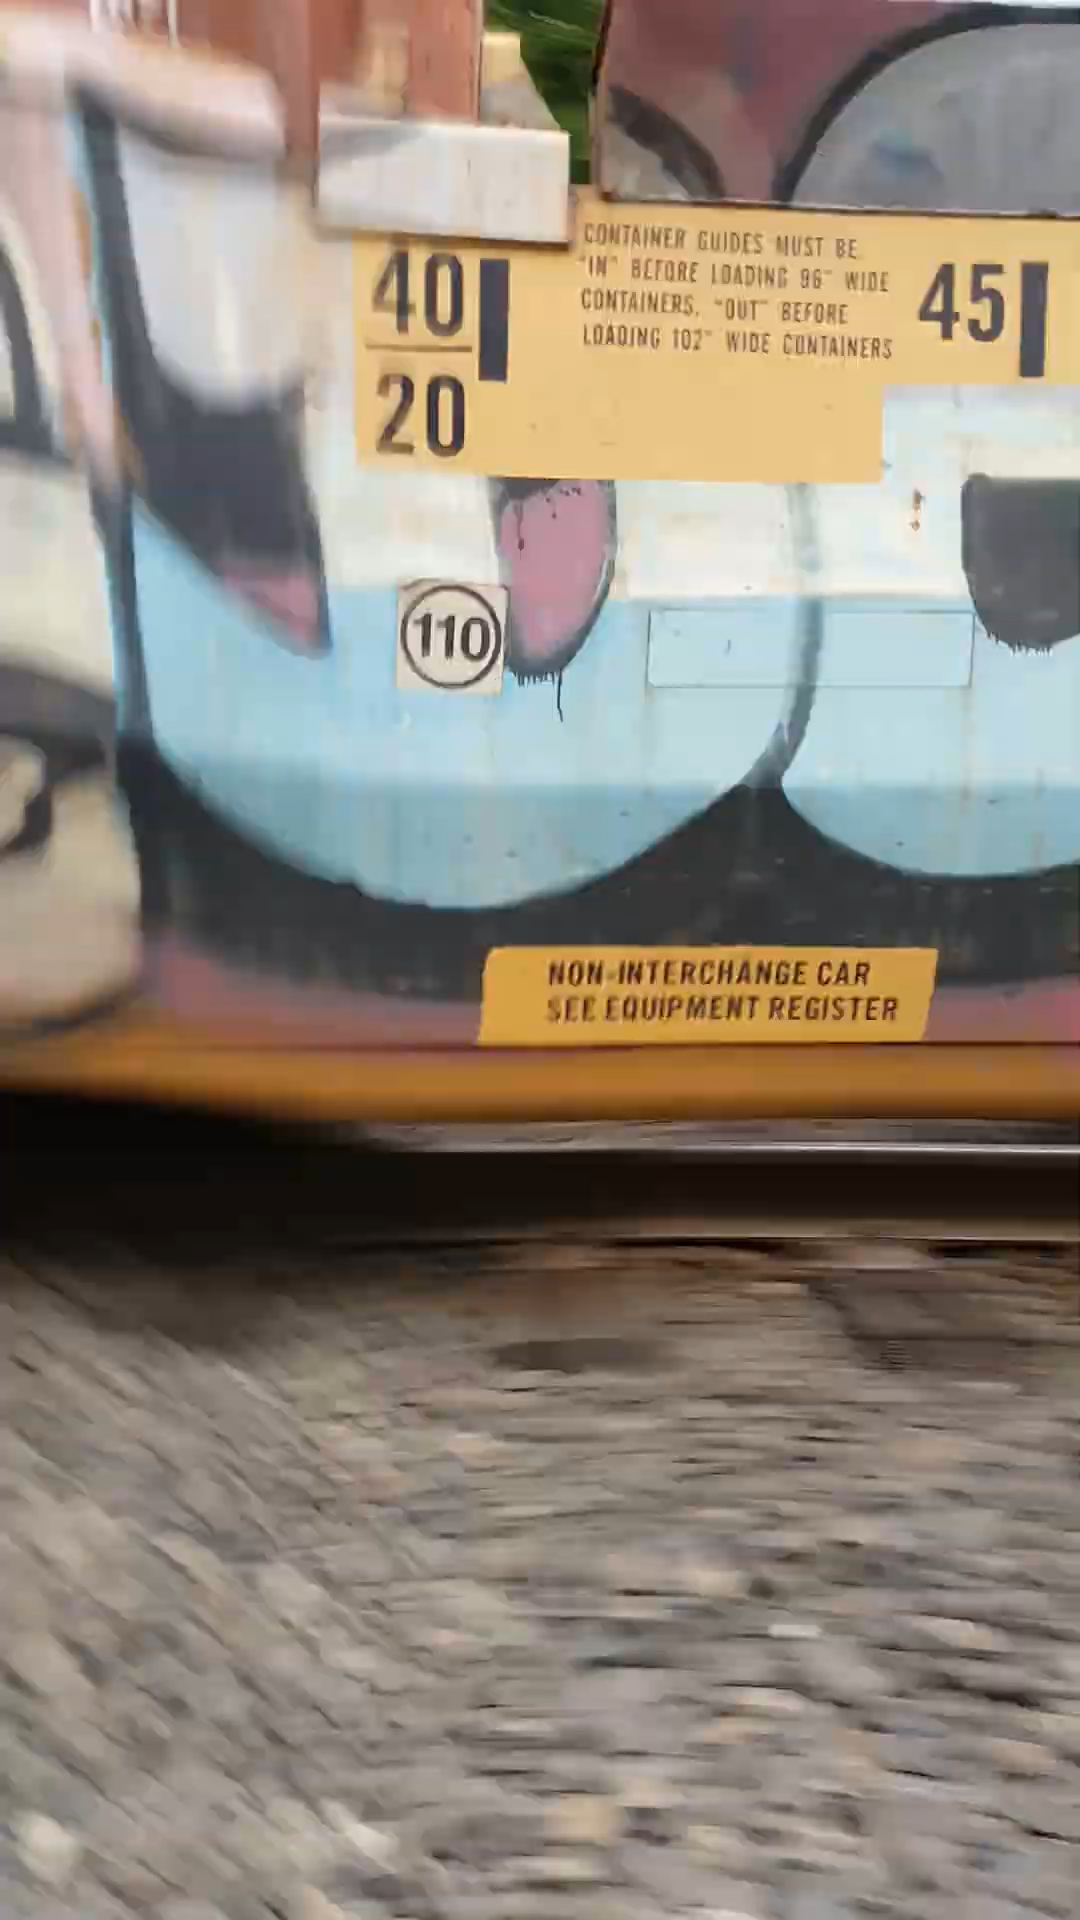 CONTAINER GUIDES MUST BE
"IN" BEFORE LOADING 96" WIDE
CONTAINERS, "OUT" BEFORE
LOADING 102" WIDE CONTAINERS
40
20
45
110
NON-INTERCHANGE CAR
SEE EQUIPMENT REGISTER